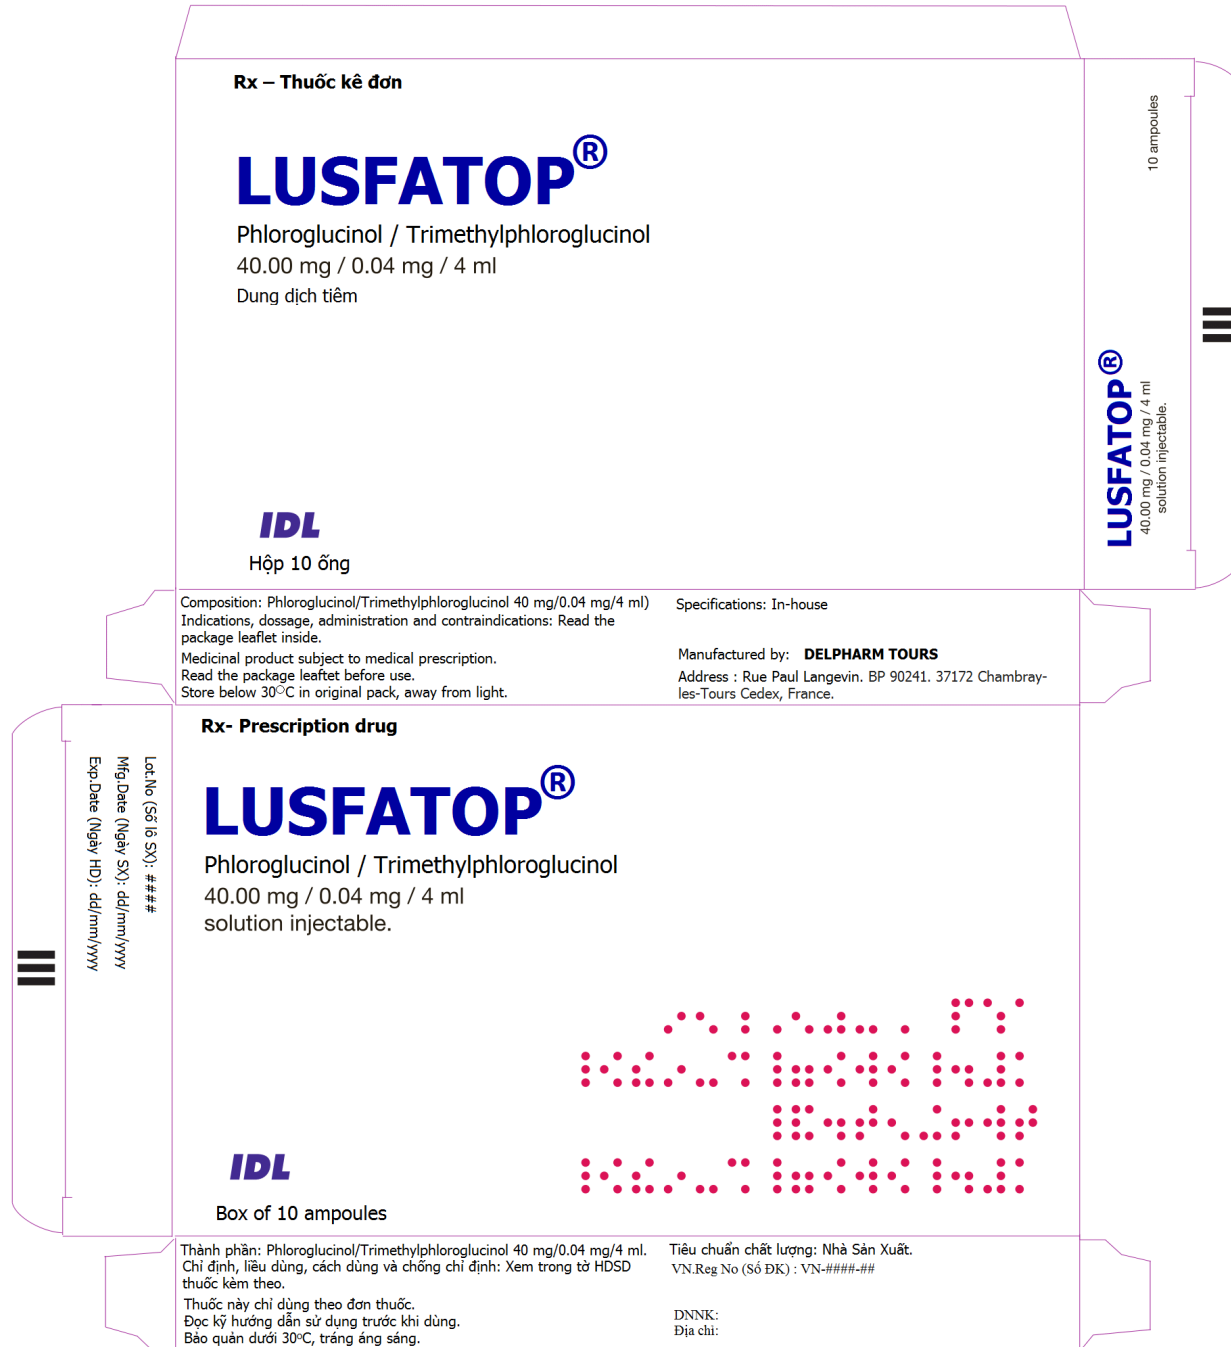 Rx – Thuốc kê đơn
LUSFATOP®
Phloroglucinol / Trimethylphloroglucinol
40.00 mg / 0.04 mg / 4 ml
Dung dịch tiêm
IDL
Hộp 10 ống
10 ampoules
LUSFATOP®
40.00 mg / 0.04 mg / 4 ml
solution injectable.
Composition: Phloroglucinol/Trimethylphloroglucinol 40 mg/0.04 mg/4 ml)
Indications, dossage, administration and contraindications: Read the
package leaflet inside.
Medicinal product subject to medical prescription.
Read the package leaftet before use.
Store below 30°C in original pack, away from light.
Specifications: In-house
Manufactured by: DELPHARM TOURS
Address : Rue Paul Langevin. BP 90241. 37172 Chambray-
les-Tours Cedex, France.
Lot.No (Số lô SX): ####
Mfg.Date (Ngày SX): dd/mm/yyyy
Exp.Date (Ngày HD): dd/mm/yyyy
Rx- Prescription drug
LUSFATOP®
Phloroglucinol / Trimethylphloroglucinol
40.00 mg / 0.04 mg / 4 ml
solution injectable.
IDL
Box of 10 ampoules
Thành phần: Phloroglucinol/Trimethylphloroglucinol 40 mg/0.04 mg/4 ml.
Chỉ định, liều dùng, cách dùng và chống chỉ định: Xem trong tờ HDSD
thuốc kèm theo.
Thuốc này chỉ dùng theo đơn thuốc.
Đọc kỹ hướng dẫn sử dụng trước khi dùng.
Bảo quản dưới 30°C, tráng áng sáng.
Tiêu chuẩn chất lượng: Nhà Sản Xuất.
VN.Reg No (Số ĐK) : VN-####-##
DNNK:
Địa chỉ: